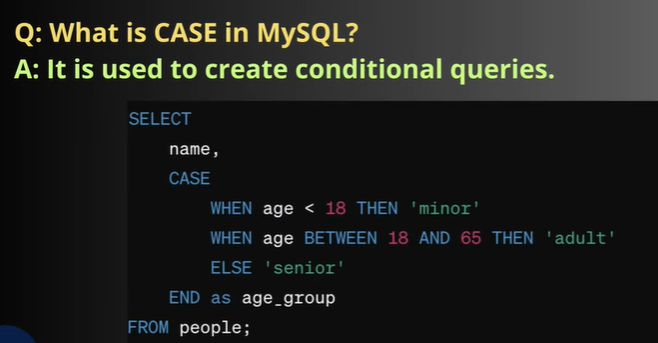 Q: What is CASE in MySQL?
A: It is used to create conditional queries.
SELECT
name,
CASE
WHEN age < 18 THEN 'minor'
WHEN age BETWEEN 18 AND 65 THEN 'adult'
ELSE 'senior'
END as age_group
FROM people;